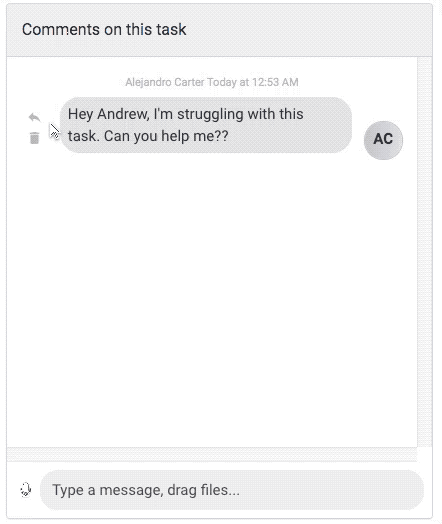 Comments on this task
Alejandro Carter Today at 12:53 AM
Hey Andrew, I'm struggling with this
task. Can you help me??
AC
Type a message, drag files...